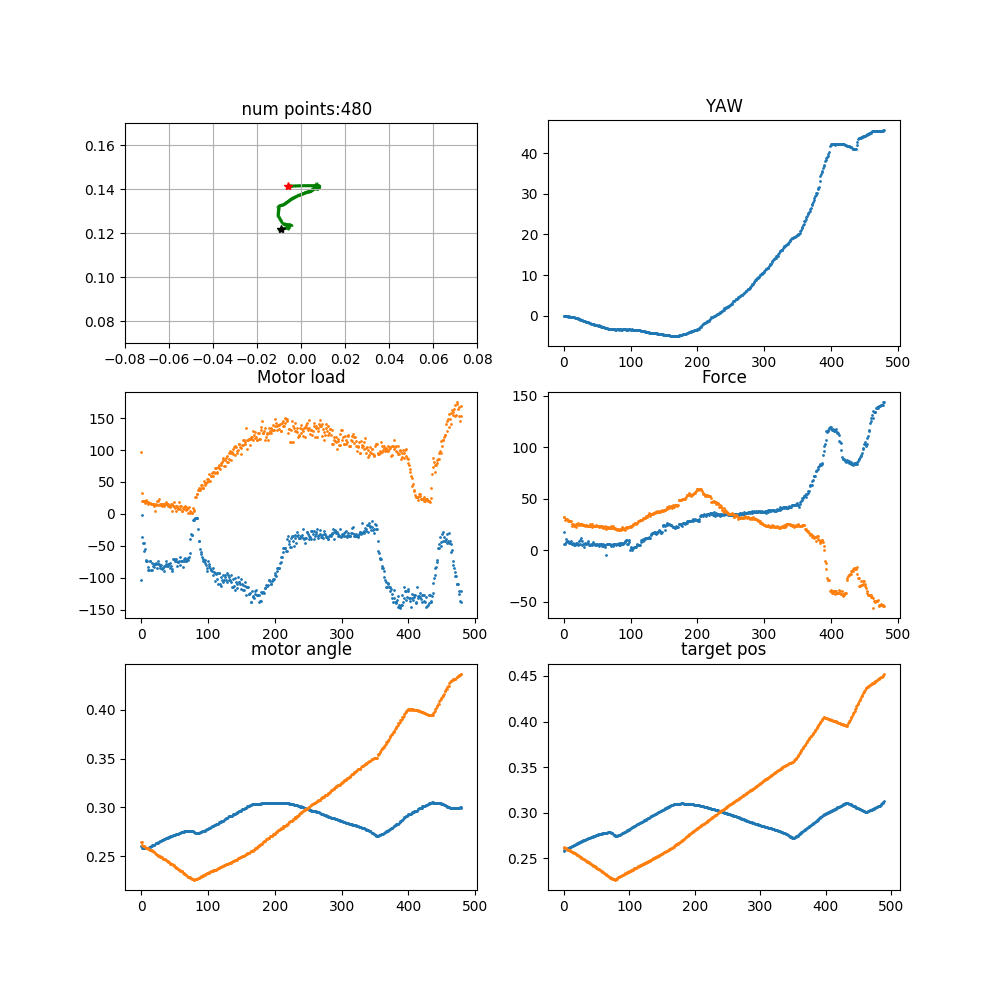 num points:480
0.16
0.14
0.12
0.10
0.08
−0.08 −0.06 −0.04 −0.02 0.00 0.02 0.04 0.06 0.08
YAW
40
30
20
10
0
0 100 200 300 400 500
Motor load
150
100
50
0
−50
−100
−150
0 100 200 300 400 500
Force
150
100
50
0
−50
0 100 200 300 400 500
motor angle
0.40
0.35
0.30
0.25
0 100 200 300 400 500
target pos
0.45
0.40
0.35
0.30
0.25
0 100 200 300 400 500